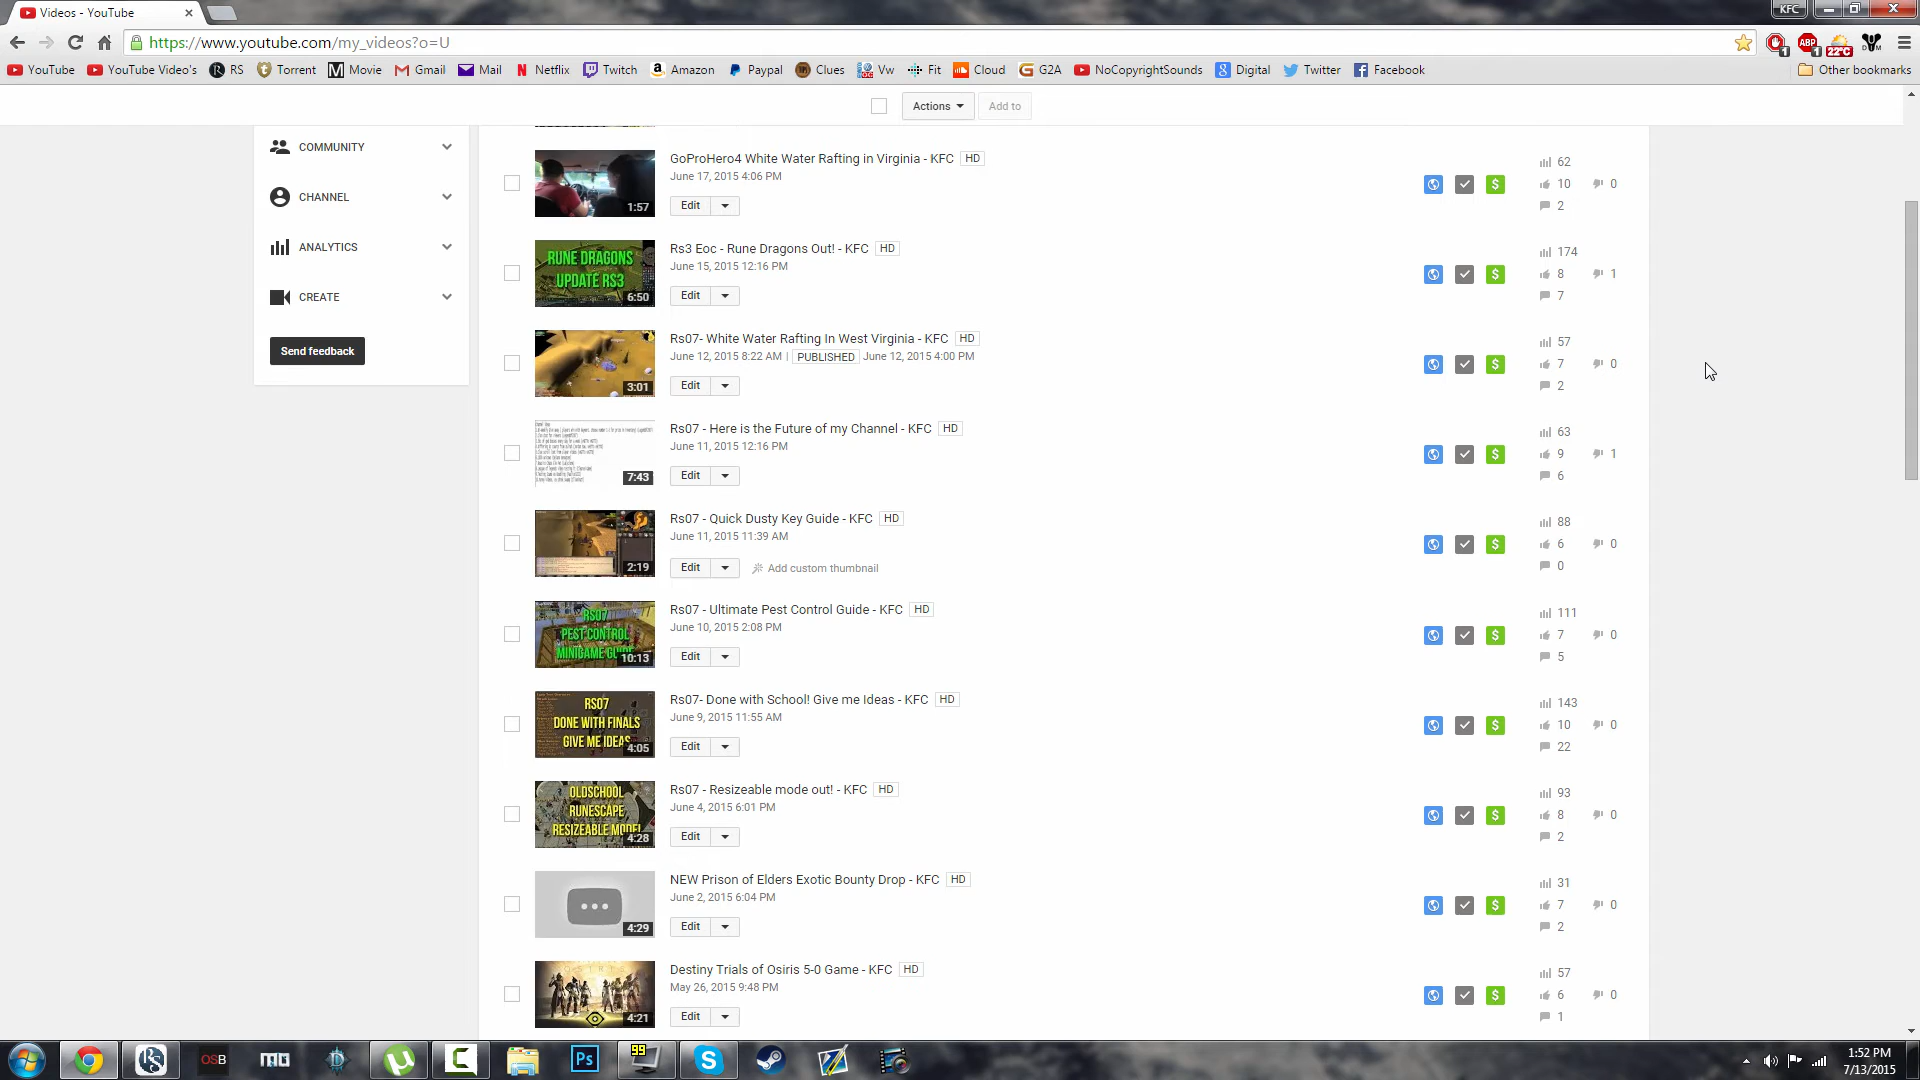 Videos - YouTube
KFC
https://www.youtube.com/my_videos?o=U
1 ABP 1 22°C
YouTube YouTube Video's RS Torrent Movie Gmail Mail Netflix Twitch Amazon Paypal Clues Vw Fit Cloud G2A NoCopyrightSounds Digital Twitter Facebook Other bookmarks
Actions Add to
COMMUNITY
CHANNEL
ANALYTICS
CREATE
Send feedback
1:57
GoProHero4 White Water Rafting in Virginia - KFC HD
June 17, 2015 4:06 PM
Edit
62
10 0
2
RUNE DRAGONS
UPDATE RS3
6:50
Rs3 Eoc - Rune Dragons Out! - KFC HD
June 15, 2015 12:16 PM
Edit
174
8 1
7
3:01
Rs07- White Water Rafting In West Virginia - KFC HD
June 12, 2015 8:22 AM | PUBLISHED June 12, 2015 4:00 PM
Edit
57
7 0
2
7:43
Rs07 - Here is the Future of my Channel - KFC HD
June 11, 2015 12:16 PM
Edit
63
9 1
6
2:19
Rs07 - Quick Dusty Key Guide - KFC HD
June 11, 2015 11:39 AM
Edit Add custom thumbnail
88
6 0
0
RS07
PEST CONTROL
MINIGAME
10:13
Rs07 - Ultimate Pest Control Guide - KFC HD
June 10, 2015 2:08 PM
Edit
111
7 0
5
RS07
DONE WITH FINALS
GIVE ME IDEAS
4:05
Rs07- Done with School! Give me Ideas - KFC HD
June 9, 2015 11:55 AM
Edit
143
10 0
22
OLDSCHOOL
RUNESCAPE
RESIZEABLE MODE!
4:28
Rs07 - Resizeable mode out! - KFC HD
June 4, 2015 6:01 PM
Edit
93
8 0
2
4:29
NEW Prison of Elders Exotic Bounty Drop - KFC HD
June 2, 2015 6:04 PM
Edit
31
7 0
2
4:21
Destiny Trials of Osiris 5-0 Game - KFC HD
May 26, 2015 9:48 PM
Edit
57
6 0
1
OSB Ps 99
1:52 PM
7/13/2015